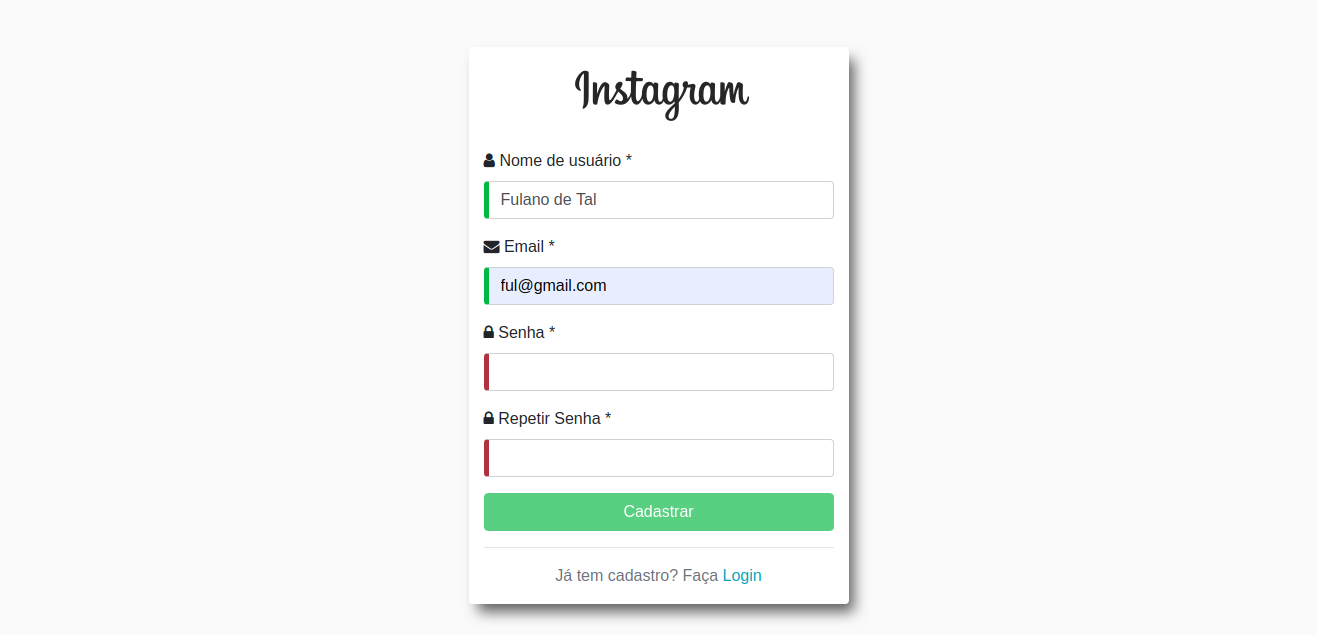 Instagram
Nome de usuário *
Fulano de Tal
Email *
ful@gmail.com
Senha *
Repetir Senha *
Cadastrar
Já tem cadastro? Faça Login